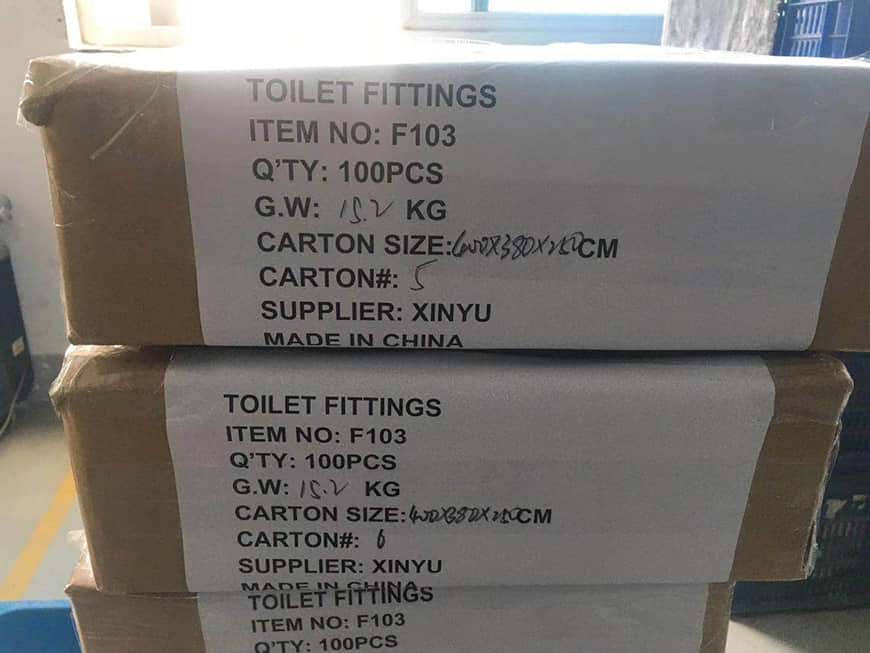 TOILET FITTINGS
ITEM NO: F103
Q'TY: 100PCS
G.W: 15.2 KG
CARTON SIZE: 400X380X250CM
CARTON#: 5
SUPPLIER: XINYU
MADE IN CHINA
TOILET FITTINGS
ITEM NO: F103
Q'TY: 100PCS
G.W: 15.2 KG
CARTON SIZE: 400X380X250CM
CARTON#: 6
SUPPLIER: XINYU
MADE IN CHINA
TOILET FITTINGS
ITEM NO: F103
Q'TY: 100PCS